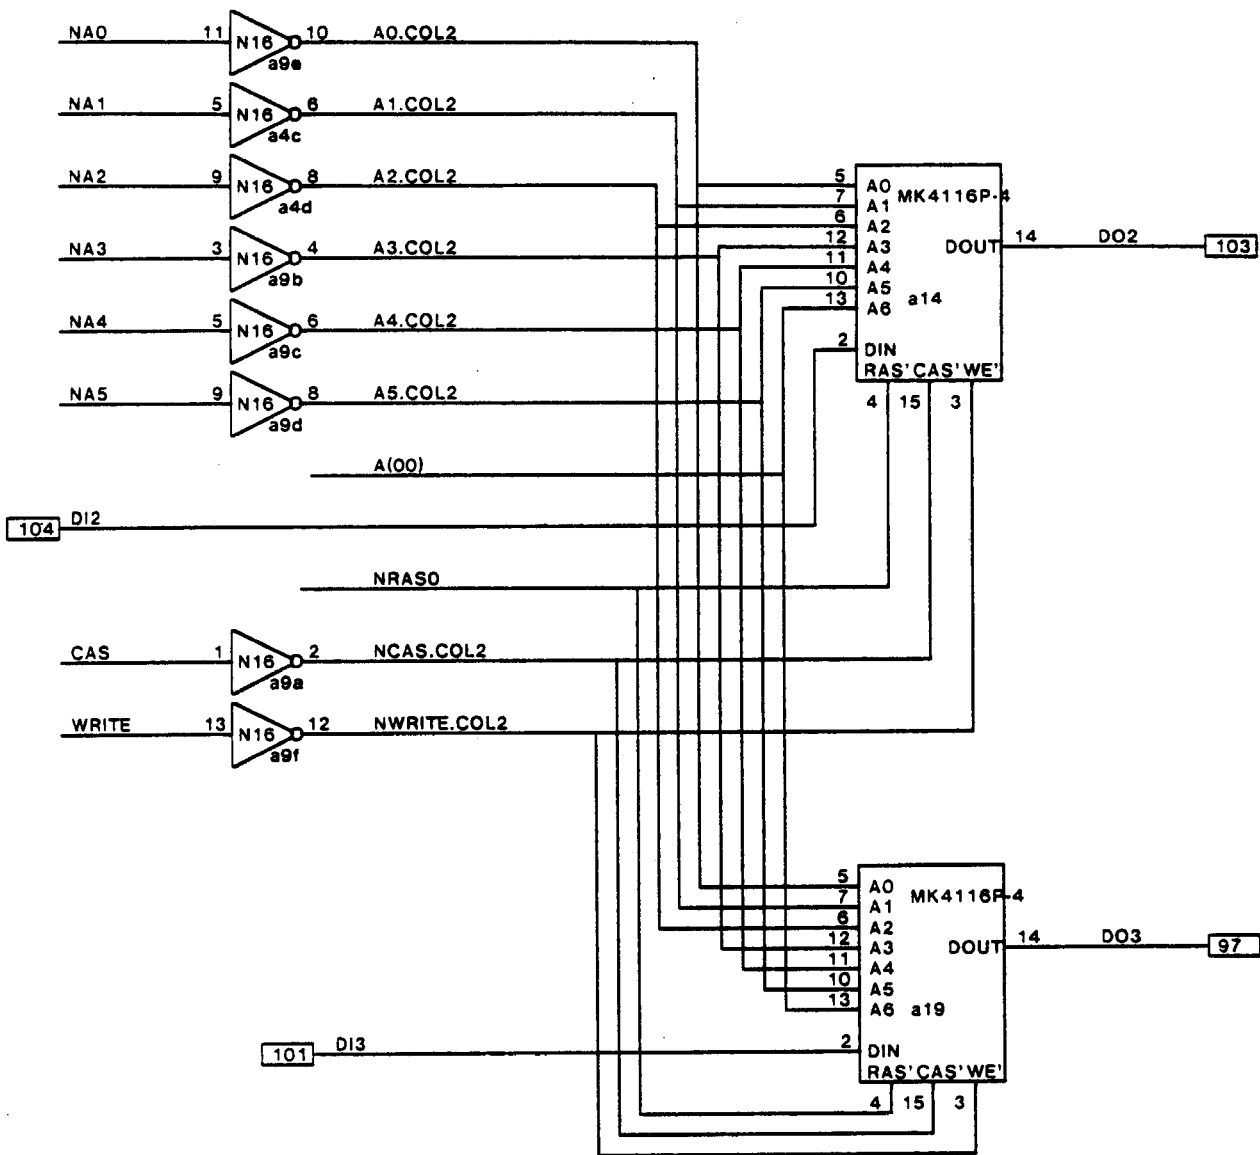 NA0 11 N16 10 A0.COL2
a9e
NA1 5 N16 6 A1.COL2
a4c
NA2 9 N16 8 A2.COL2
a4d
NA3 3 N16 4 A3.COL2
a9b
NA4 5 N16 6 A4.COL2
a9c
NA5 9 N16 8 A5.COL2
a9d
A(00)
104 DI2
NRAS0
CAS 1 N16 2 NCAS.COL2
a9a
WRITE 13 N16 12 NWRITE.COL2
a9f
5 A0 MK4116P-4
7 A1
6 A2
12 A3 DOUT 14 DO2 103
11 A4
10 A5 a14
13 A6
2 DIN
RAS' CAS' WE'
4 15 3
5 A0 MK4116P-4
7 A1
6 A2
12 A3 DOUT 14 DO3 97
11 A4
10 A5
13 A6 a19
101 DI3 2 DIN
RAS' CAS' WE'
4 15 3